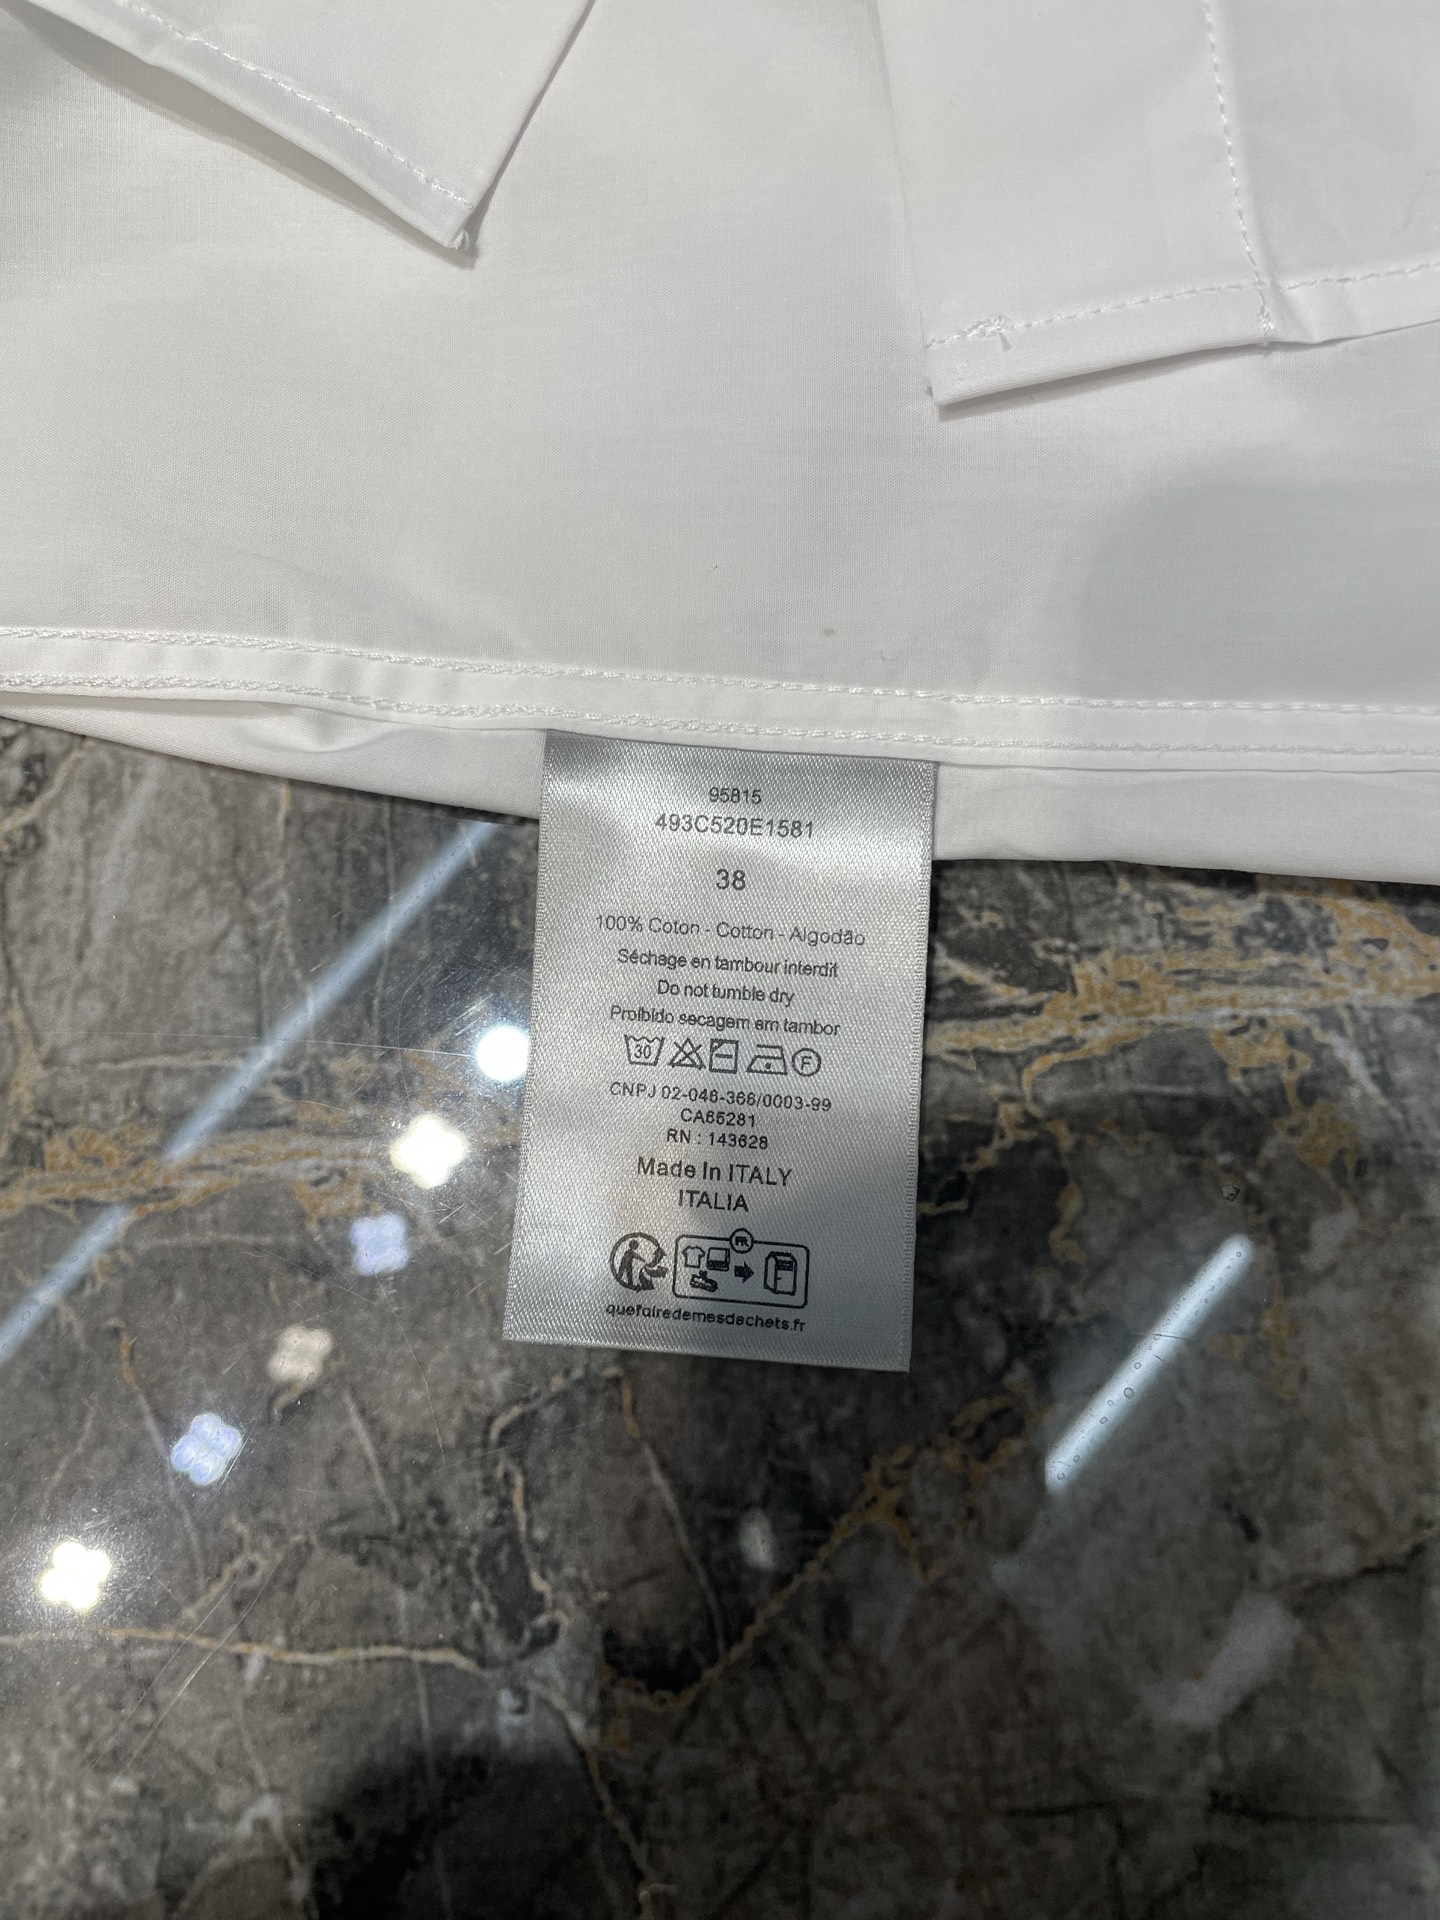 95815
493C520E1581
38
100% Coton - Cotton - Algodão
Séchage en tambour interdit
Do not tumble dry
Proibido secagem em tambor
30 F
CNPJ 02-046-366/0003-99
CA65281
RN : 143628
Made In ITALY
ITALIA
FR
quefairedemesdechets.fr